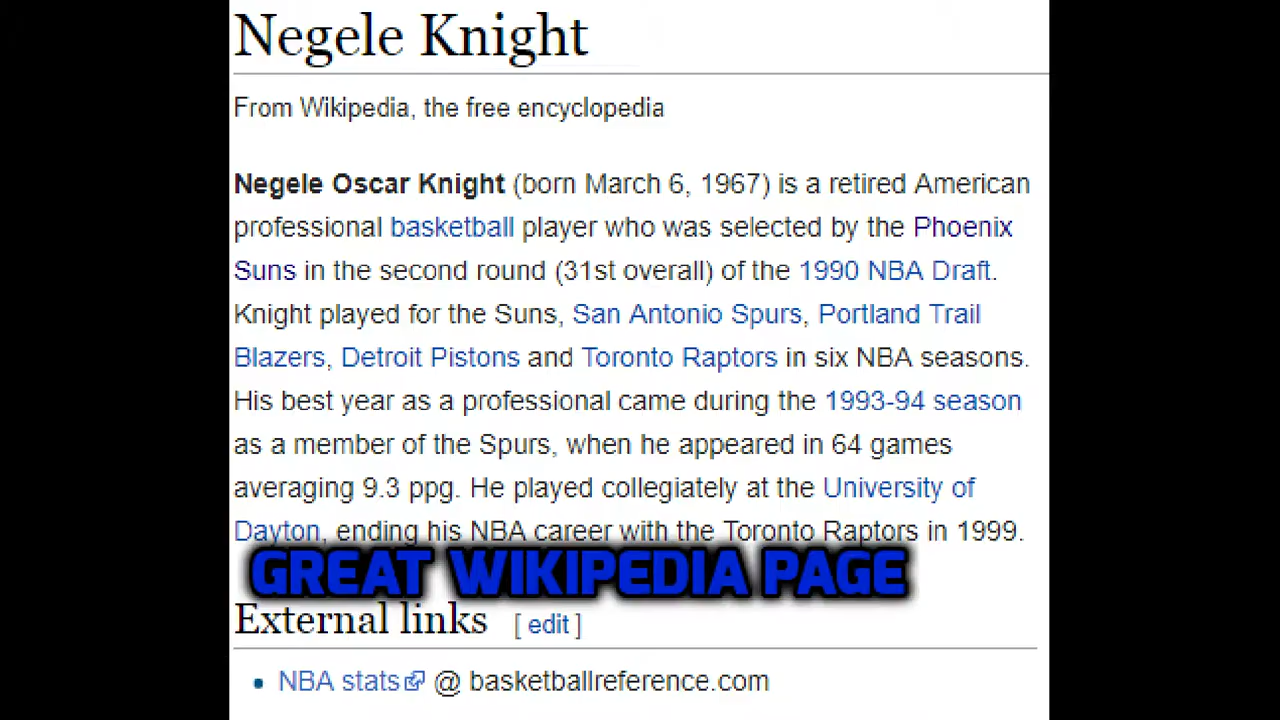 Negele Knight
From Wikipedia, the free encyclopedia
Negele Oscar Knight (born March 6, 1967) is a retired American
professional basketball player who was selected by the Phoenix
Suns in the second round (31st overall) of the 1990 NBA Draft.
Knight played for the Suns, San Antonio Spurs, Portland Trail
Blazers, Detroit Pistons and Toronto Raptors in six NBA seasons.
His best year as a professional came during the 1993-94 season
as a member of the Spurs, when he appeared in 64 games
averaging 9.3 ppg. He played collegiately at the University of
Dayton, ending his NBA career with the Toronto Raptors in 1999.
GREAT WIKIPEDIA PAGE
External links [ edit ]
• NBA stats @ basketballreference.com